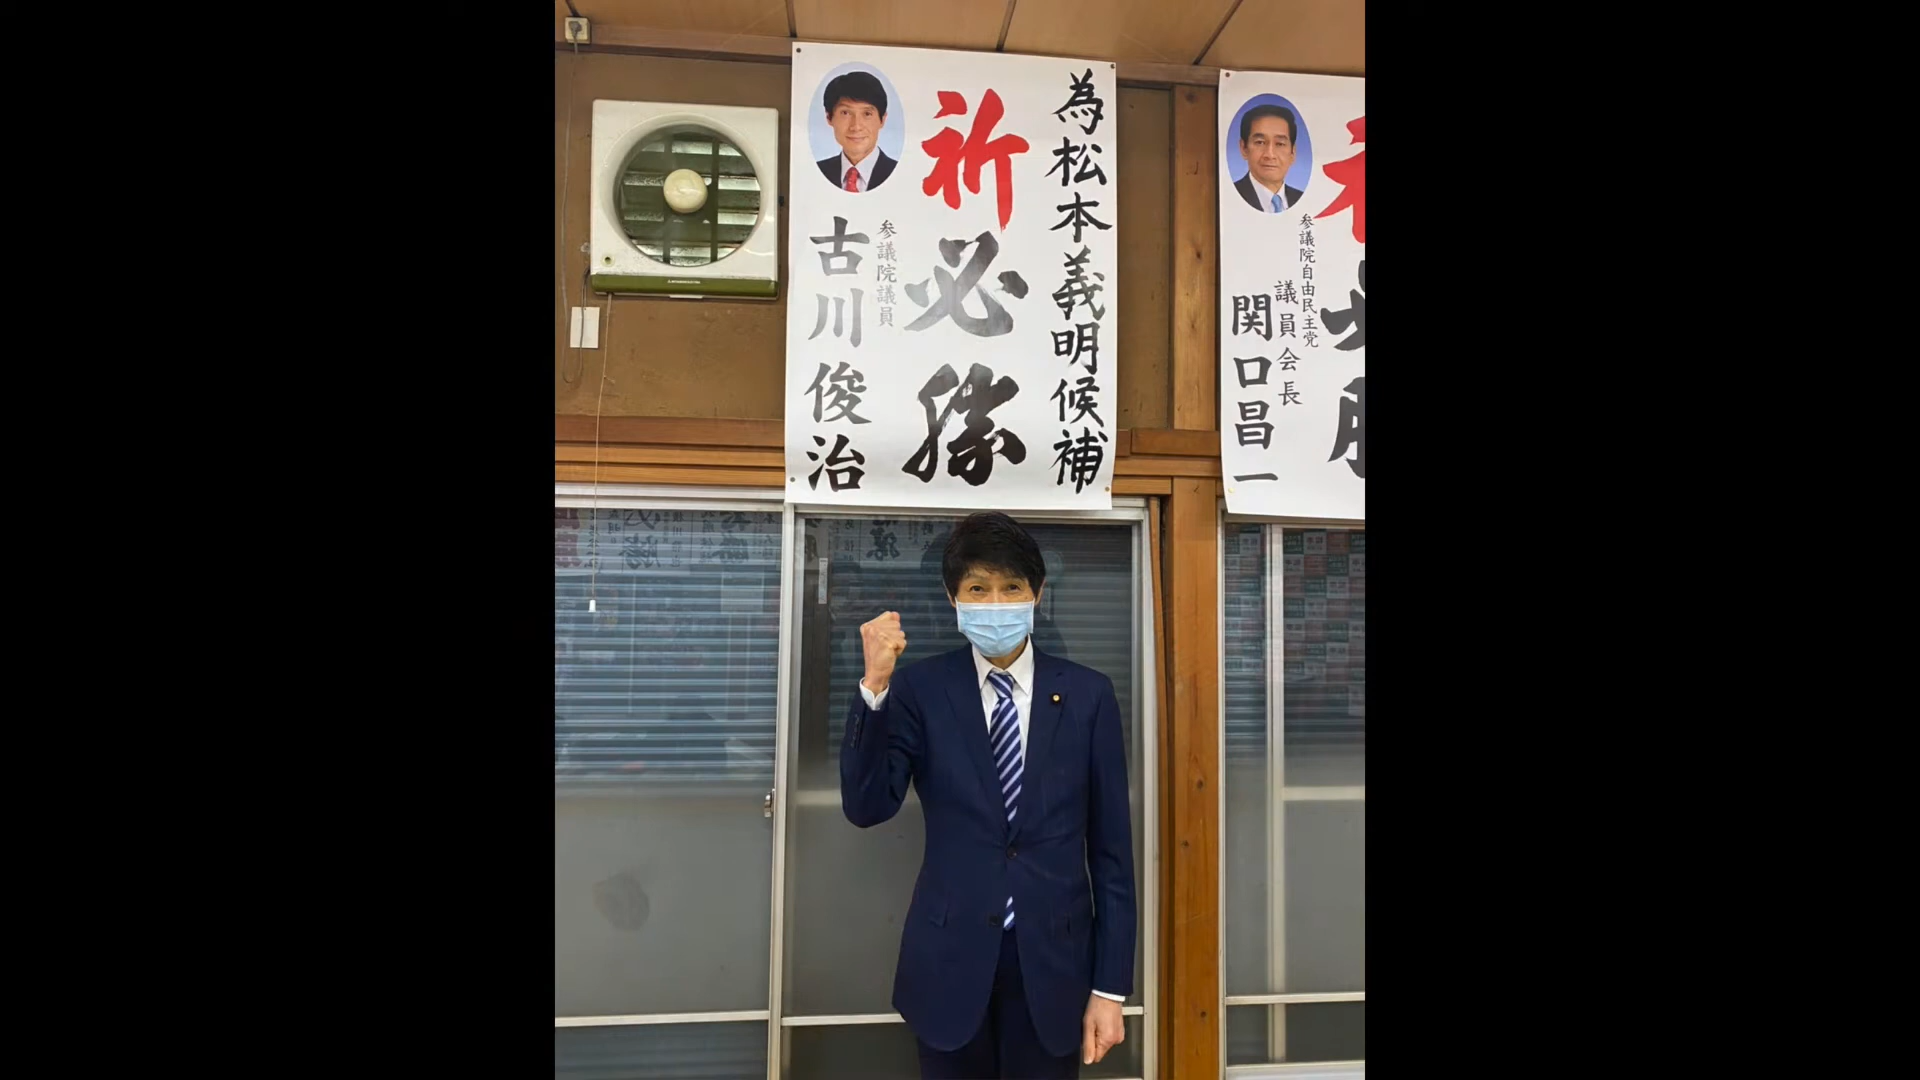 為松本義明候補
祈必勝
参議院議員
古川俊治
参議院自由民主党
議員会長
関口昌一